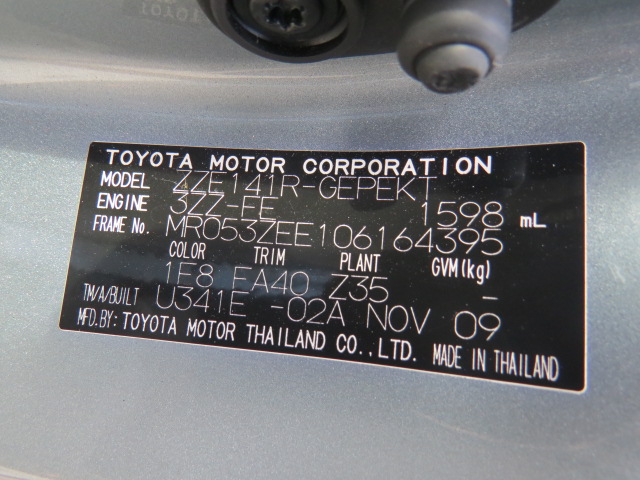 TOYOTA MOTOR CORPORATION
MODEL ZZE141R-GEPEKT
ENGINE 3ZZ-FE 1598 mL
FRAME No. MR053ZEE106164395
COLOR TRIM PLANT GVM(kg)
1E8 FA40 Z35 -
TM/A/BUILT U341E -02A NOV 09
MFD.BY: TOYOTA MOTOR THAILAND CO.,LTD. MADE IN THAILAND